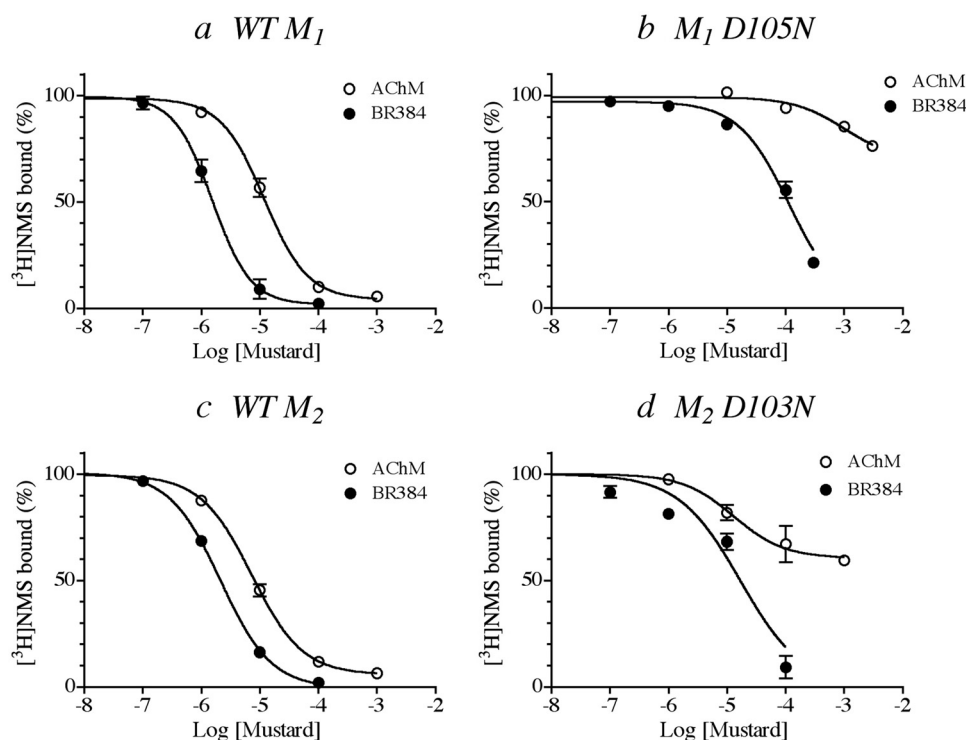 a WT M₁
[³H]NMS bound (%)
100
50
0
AChM
BR384
-8 -7 -6 -5 -4 -3 -2
Log [Mustard]
b M₁ D105N
[³H]NMS bound (%)
100
50
0
AChM
BR384
-8 -7 -6 -5 -4 -3 -2
Log [Mustard]
c WT M₂
[³H]NMS bound (%)
100
50
0
AChM
BR384
-8 -7 -6 -5 -4 -3 -2
Log [Mustard]
d M₂ D103N
[³H]NMS bound (%)
100
50
0
AChM
BR384
-8 -7 -6 -5 -4 -3 -2
Log [Mustard]